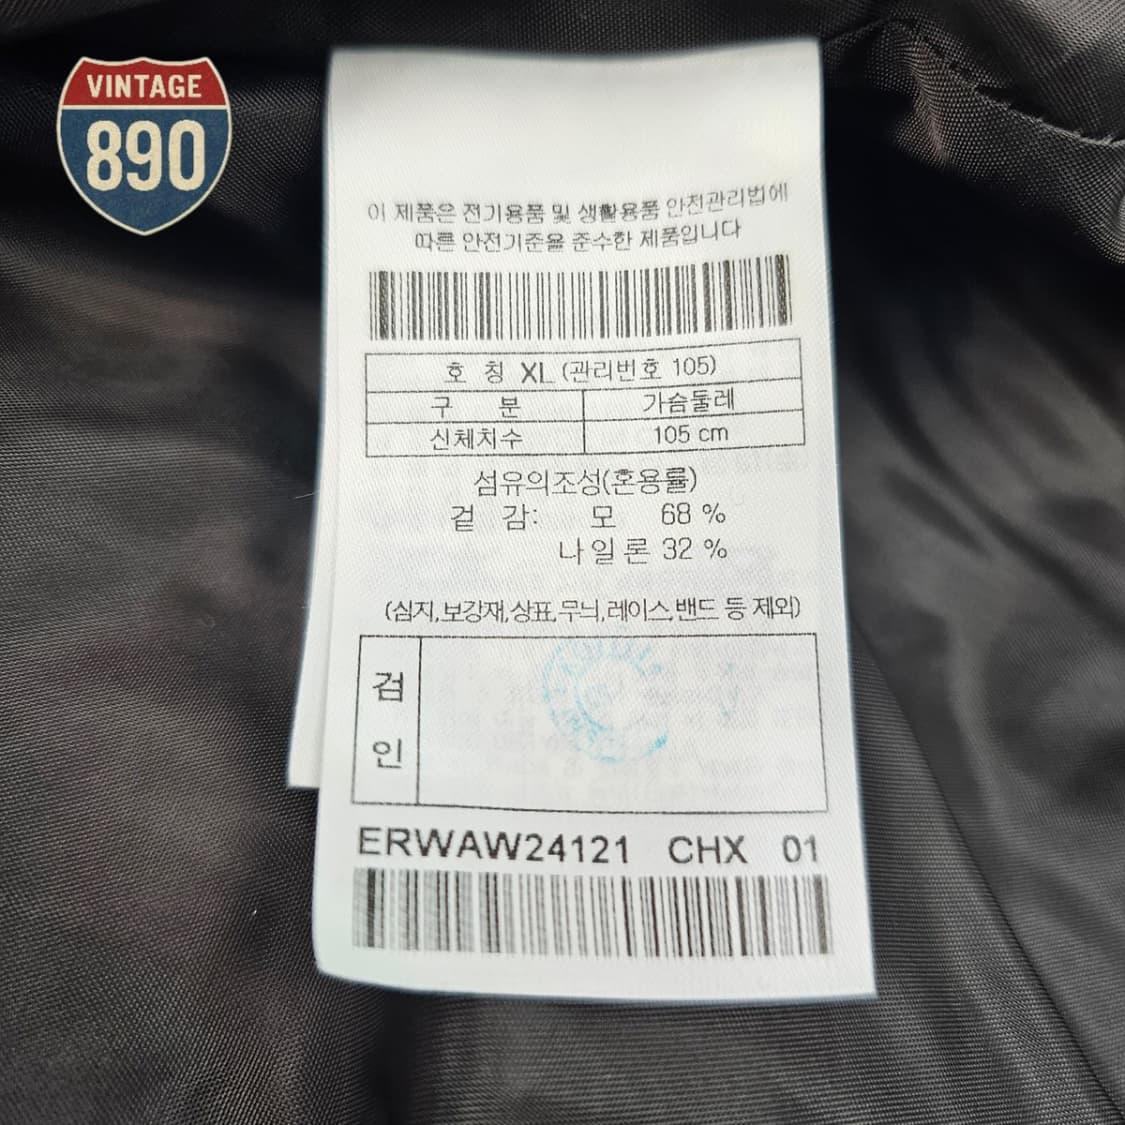 VINTAGE
890
이 제품은 전기용품 및 생활용품 안전관리법에
따른 안전기준을 준수한 제품입니다
호 칭 XL (관리번호 105)
구 분 가슴둘레
신체치수 105 cm
섬유의조성(혼용률)
겉 감: 모 68 %
나일론 32 %
(심지,보강재,상표,무늬,레이스,밴드 등 제외)
검
인
ERWAW24121 CHX 01